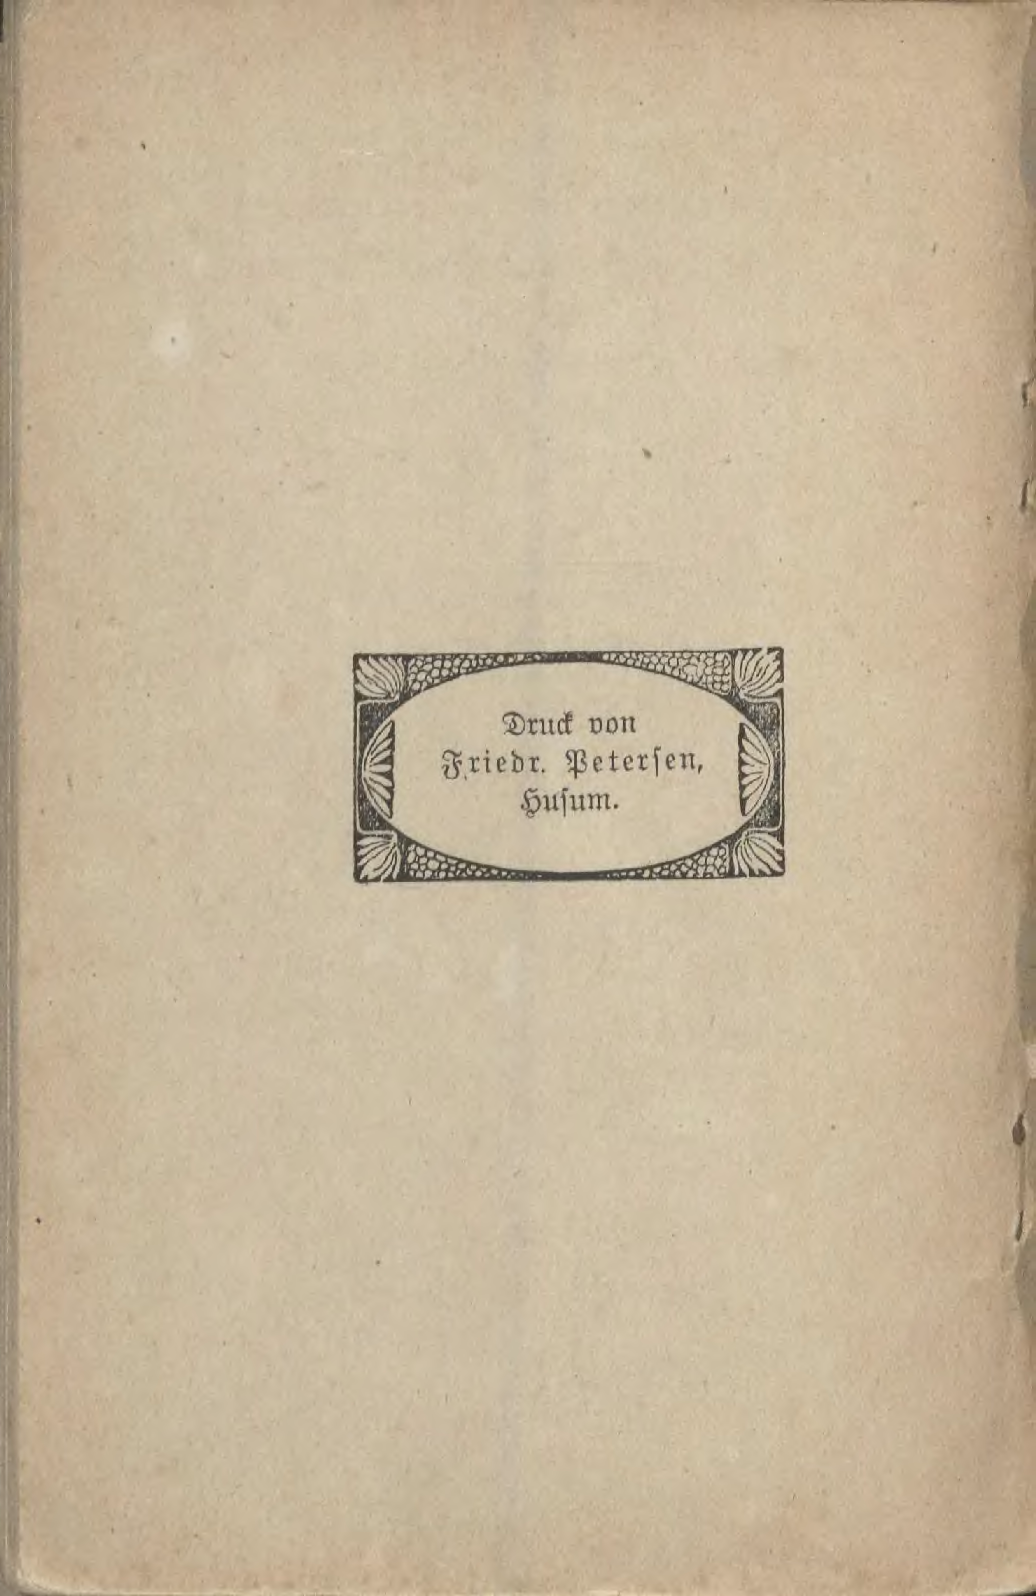 Druck von
Friedr. Petersen,
Husum.